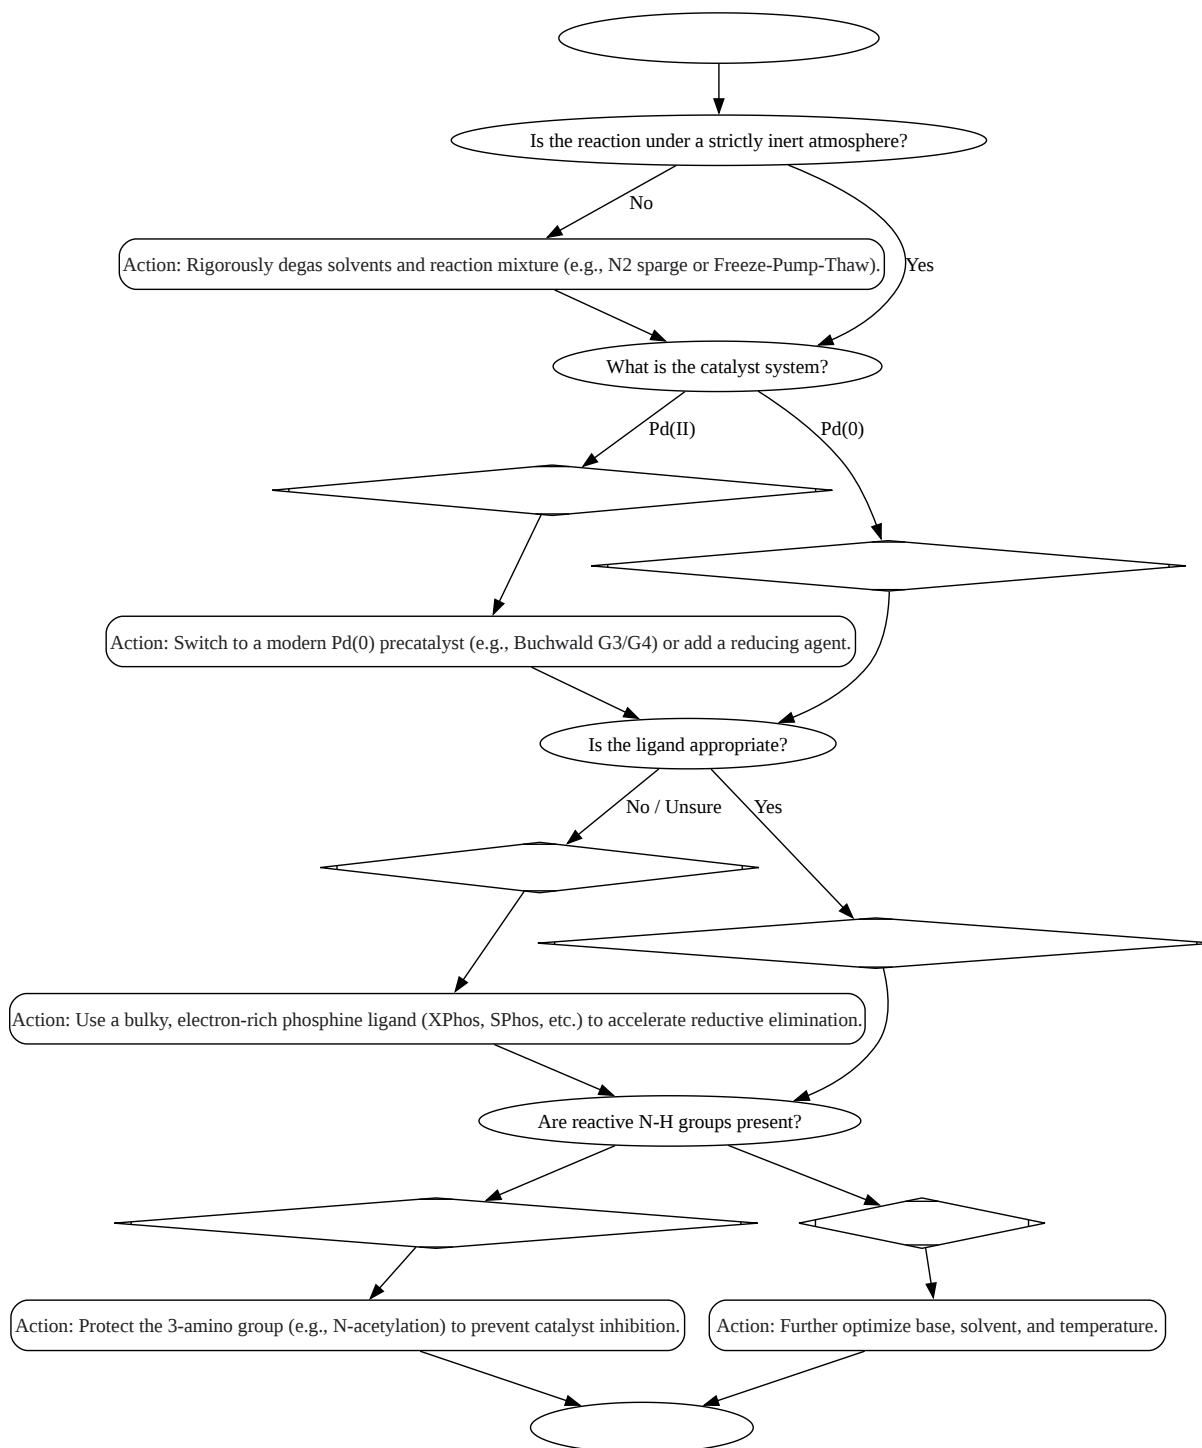 Is the reaction under a strictly inert atmosphere?
No
Action: Rigorously degas solvents and reaction mixture (e.g., N2 sparge or Freeze-Pump-Thaw).
Yes
What is the catalyst system?
Pd(II)
Pd(0)
Action: Switch to a modern Pd(0) precatalyst (e.g., Buchwald G3/G4) or add a reducing agent.
Is the ligand appropriate?
No / Unsure
Yes
Action: Use a bulky, electron-rich phosphine ligand (XPhos, SPhos, etc.) to accelerate reductive elimination.
Are reactive N-H groups present?
Action: Protect the 3-amino group (e.g., N-acetylation) to prevent catalyst inhibition.
Action: Further optimize base, solvent, and temperature.